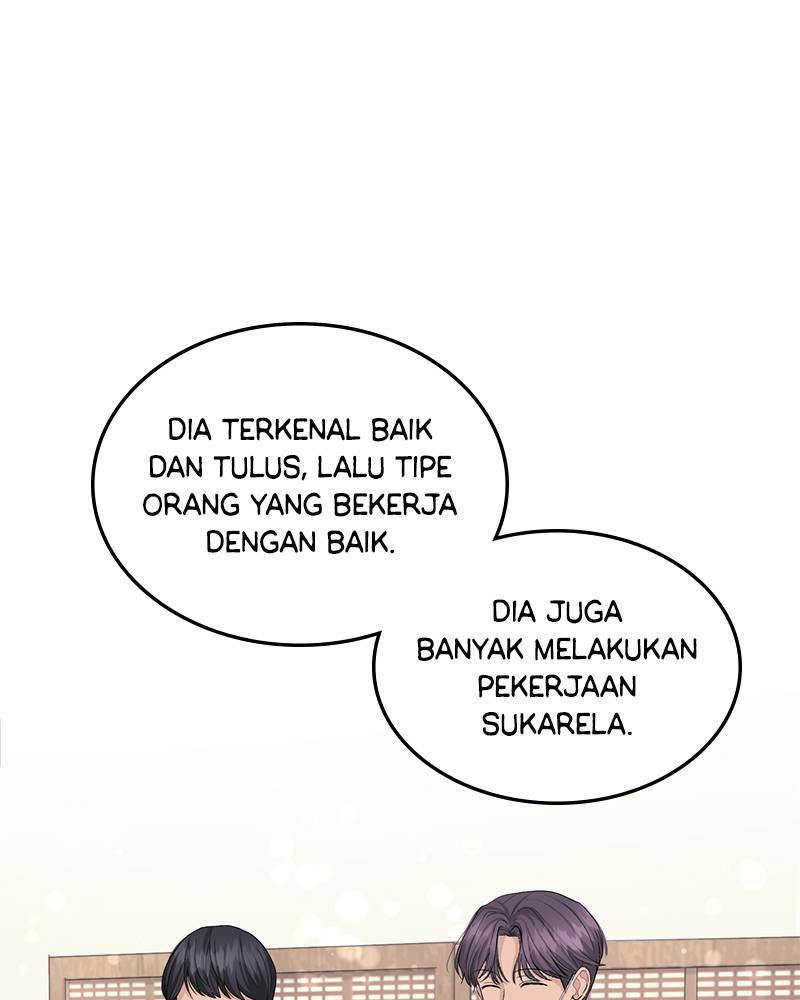 DIA TERKENAL BAIK
DAN TULUS, LALU TIPE
ORANG YANG BEKERJA
DENGAN BAIK.
DIA JUGA
BANYAK MELAKUKAN
PEKERJAAN
SUKARELA.